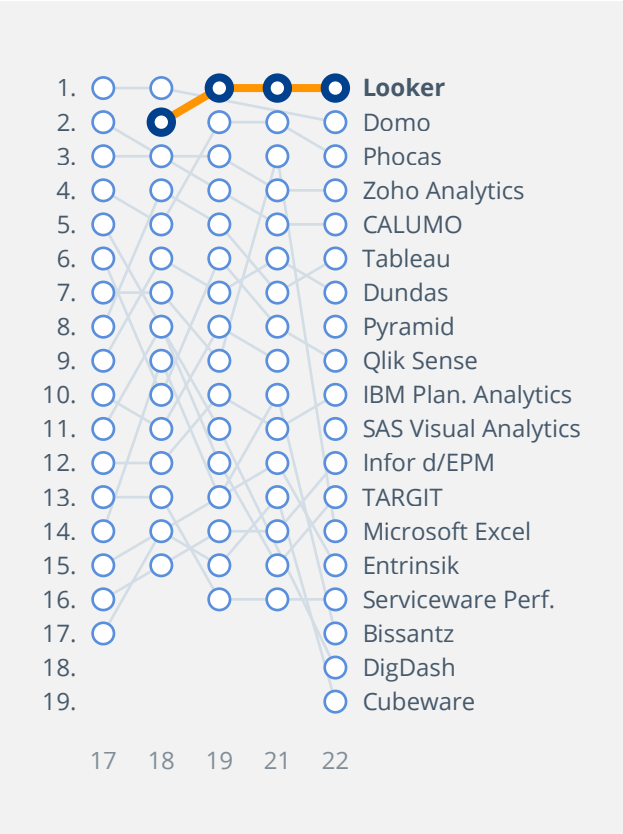 1. Looker
2. Domo
3. Phocas
4. Zoho Analytics
5. CALUMO
6. Tableau
7. Dundas
8. Pyramid
9. Qlik Sense
10. IBM Plan. Analytics
11. SAS Visual Analytics
12. Infor d/EPM
13. TARGIT
14. Microsoft Excel
15. Entrinsik
16. Serviceware Perf.
17. Bissantz
18. DigDash
19. Cubeware
17 18 19 21 22